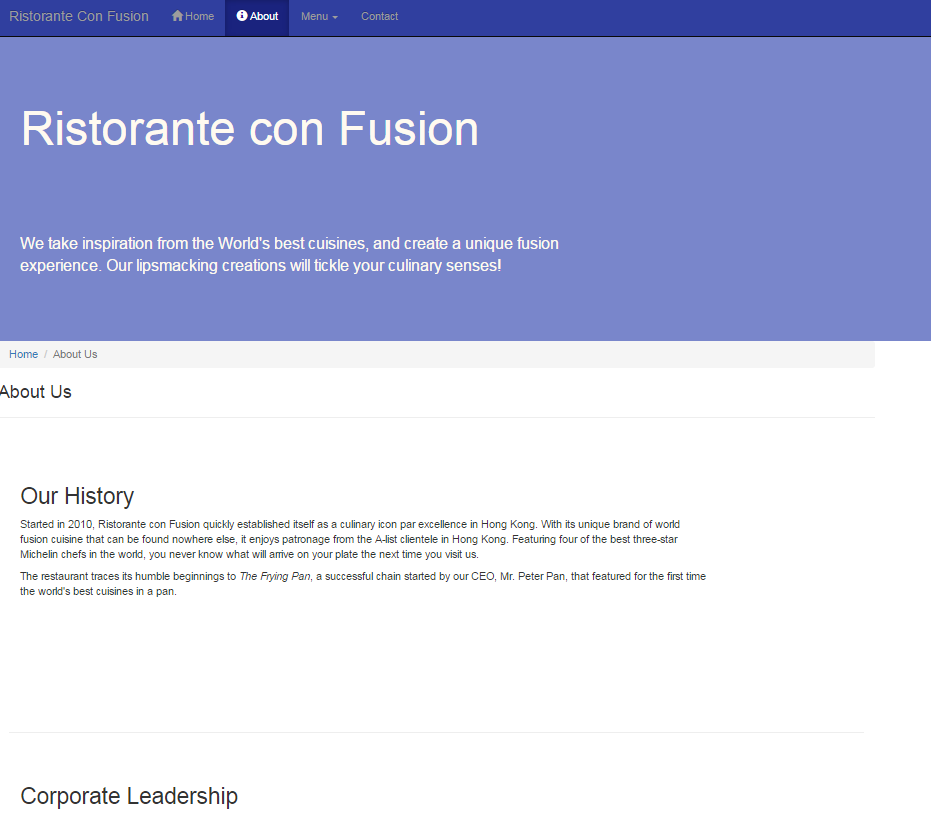 Ristorante Con Fusion Home About Menu Contact
Ristorante con Fusion
We take inspiration from the World's best cuisines, and create a unique fusion
experience. Our lipsmacking creations will tickle your culinary senses!
Home / About Us
About Us
Our History
Started in 2010, Ristorante con Fusion quickly established itself as a culinary icon par excellence in Hong Kong. With its unique brand of world
fusion cuisine that can be found nowhere else, it enjoys patronage from the A-list clientele in Hong Kong. Featuring four of the best three-star
Michelin chefs in the world, you never know what will arrive on your plate the next time you visit us.
The restaurant traces its humble beginnings to The Frying Pan, a successful chain started by our CEO, Mr. Peter Pan, that featured for the first time
the world's best cuisines in a pan.
Corporate Leadership